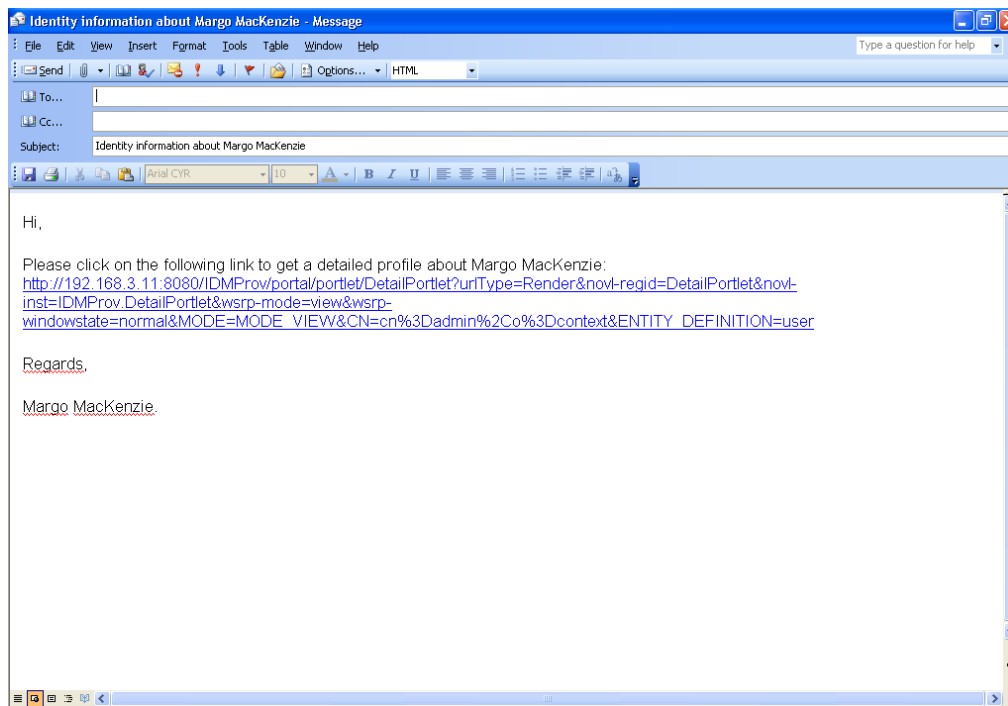 Identity information about Margo MacKenzie - Message
File Edit View Insert Format Tools Table Window Help Type a question for help
Send Options... HTML
To...
Cc...
Subject: Identity information about Margo MacKenzie
Arial CYR 10 A B I U
Hi,
Please click on the following link to get a detailed profile about Margo MacKenzie:
http://192.168.3.11:8080/IDMProv/portal/portlet/DetailPortlet?urlType=Render&novl-regid=DetailPortlet&novl-
inst=IDMProv.DetailPortlet&wsrp-mode=view&wsrp-
windowstate=normal&MODE=MODE_VIEW&CN=cn%3Dadmin%2Co%3Dcontext&ENTITY_DEFINITION=user
Regards,
Margo MacKenzie.